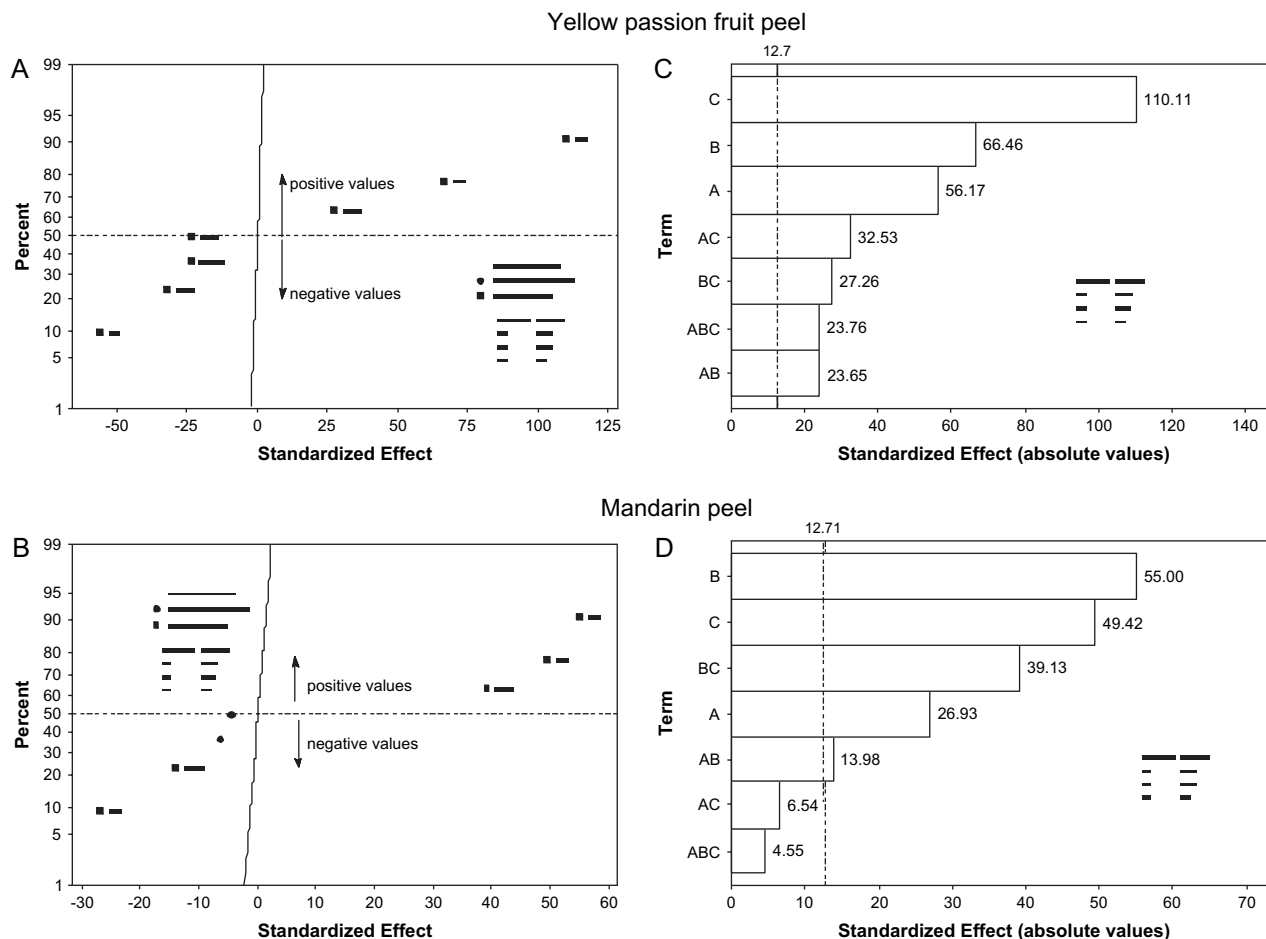 Yellow passion fruit peel
A
99
95
90
80
70
60
50
40
30
20
10
5
1
Percent
positive values
negative values
-50
-25
0
25
50
75
100
125
Standardized Effect
C
12.7
Term
C
110.11
B
66.46
A
56.17
AC
32.53
BC
27.26
ABC
23.76
AB
23.65
0
20
40
60
80
100
120
140
Standardized Effect (absolute values)
Mandarin peel
B
99
95
90
80
70
60
50
40
30
20
10
5
1
Percent
positive values
negative values
-30
-20
-10
0
10
20
30
40
50
60
Standardized Effect
D
12.71
Term
B
55.00
C
49.42
BC
39.13
A
26.93
AB
13.98
AC
6.54
ABC
4.55
0
10
20
30
40
50
60
70
Standardized Effect (absolute values)